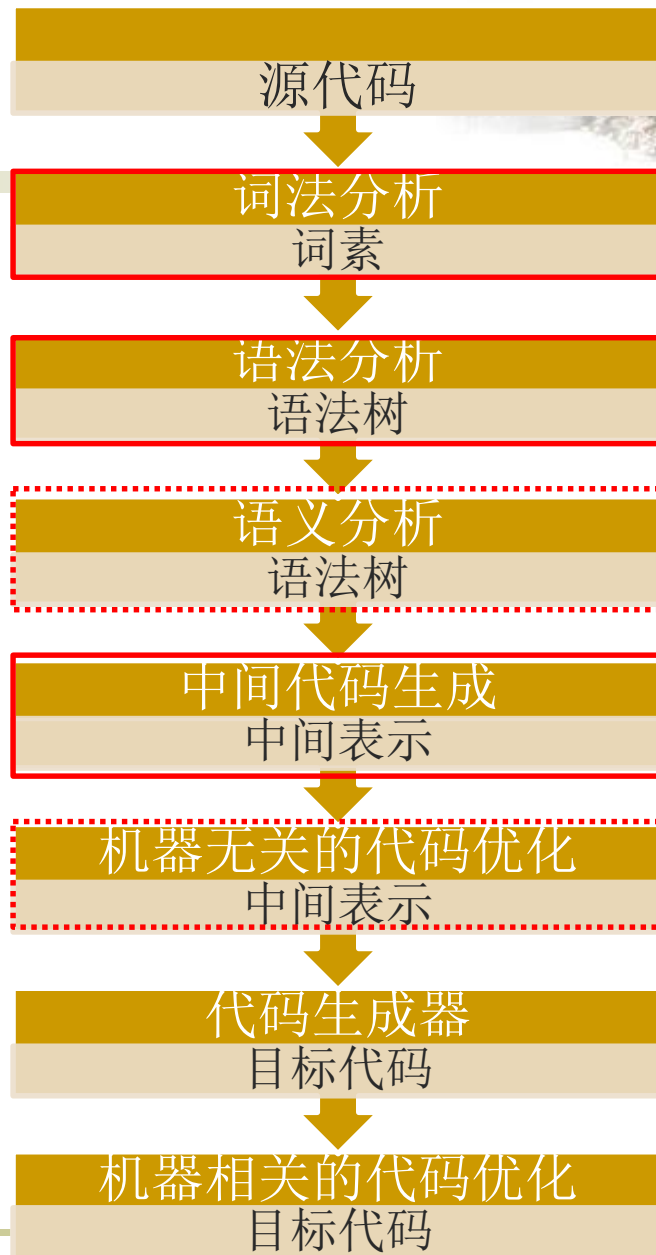 源代码
词法分析
词素
语法分析
语法树
语义分析
语法树
中间代码生成
中间表示
机器无关的代码优化
中间表示
代码生成器
目标代码
机器相关的代码优化
目标代码